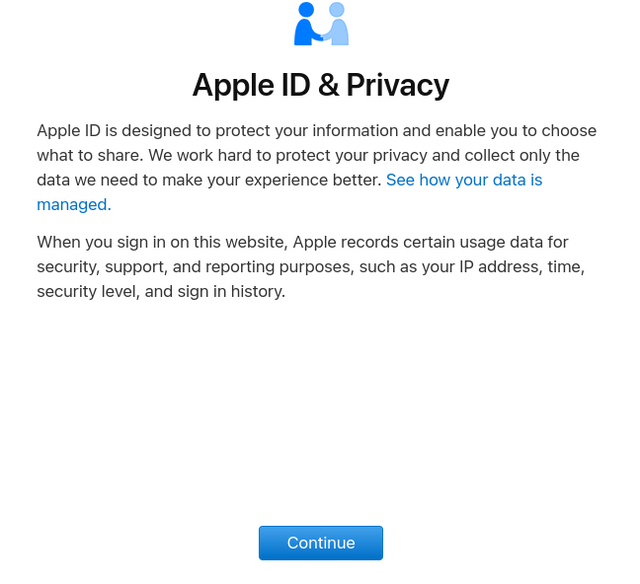 Apple ID & Privacy
Apple ID is designed to protect your information and enable you to choose
what to share. We work hard to protect your privacy and collect only the
data we need to make your experience better. See how your data is
managed.
When you sign in on this website, Apple records certain usage data for
security, support, and reporting purposes, such as your IP address, time,
security level, and sign in history.
Continue